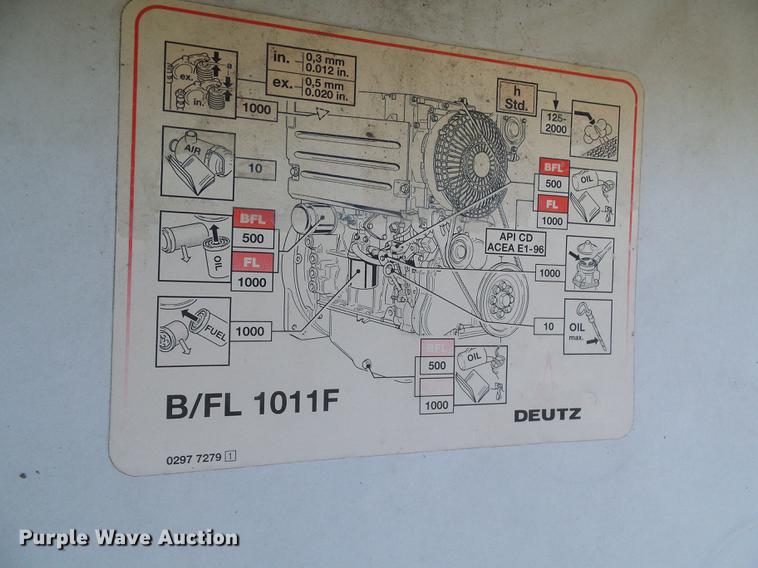 in. 0,3 mm
0.012 in.
ex. 0,5 mm
0.020 in.
ex.
in.
1000
h
Std.
125-
2000
AIR
10
BFL
500
FL
1000
OIL
BFL
500
FL
1000
OIL
API CD
ACEA E1-96
1000
FUEL
1000
10
OIL
max.
BFL
500
1000
OIL
B/FL 1011F
DEUTZ
0297 7279 1
Purple Wave Auction